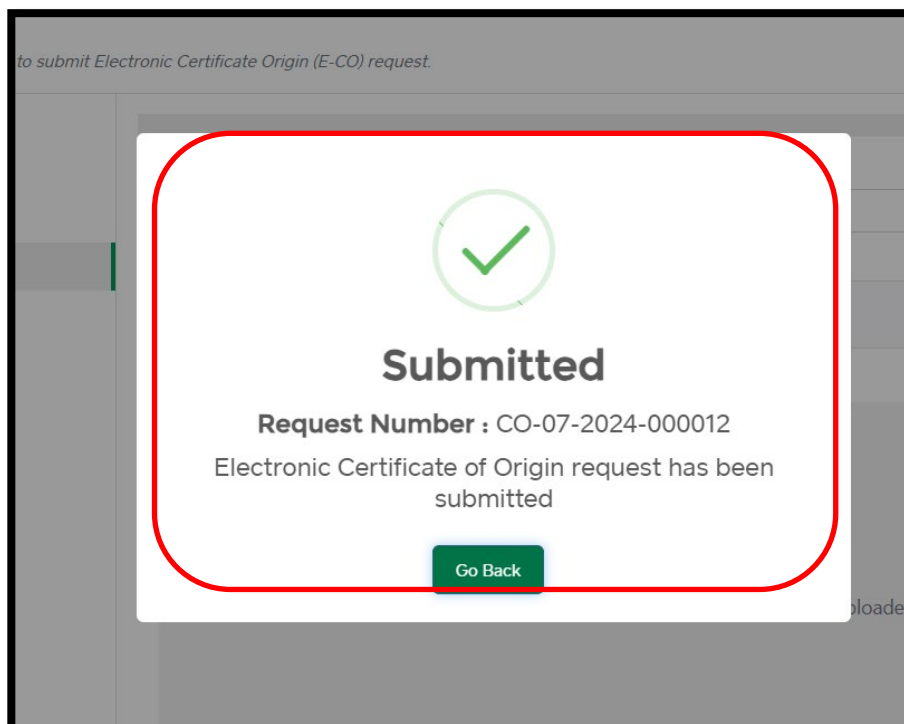 to submit Electronic Certificate Origin (E-CO) request.
Submitted
Request Number : CO-07-2024-000012
Electronic Certificate of Origin request has been
submitted
Go Back